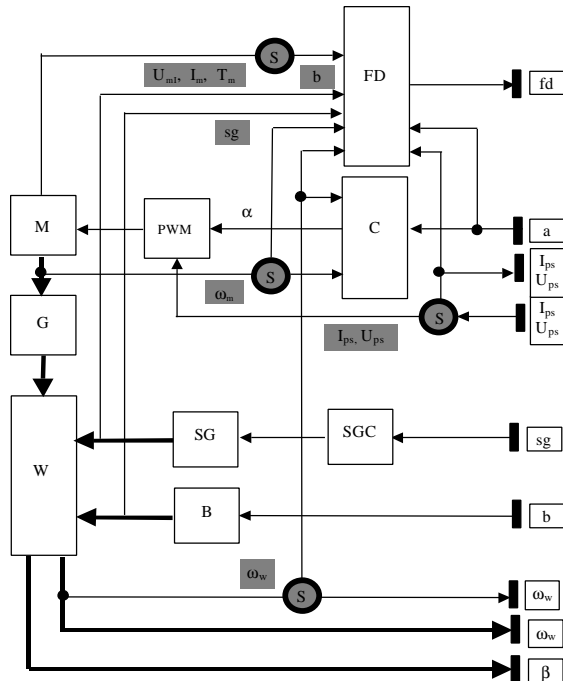 S
FD
U_mI, I_m, T_m
b
fd
sg
M
PWM
α
C
a
I_ps
U_ps
ω_m
S
I_ps
U_ps
G
S
I_ps, U_ps
W
SG
SGC
sg
B
b
ω_w
S
ω_w
ω_w
β